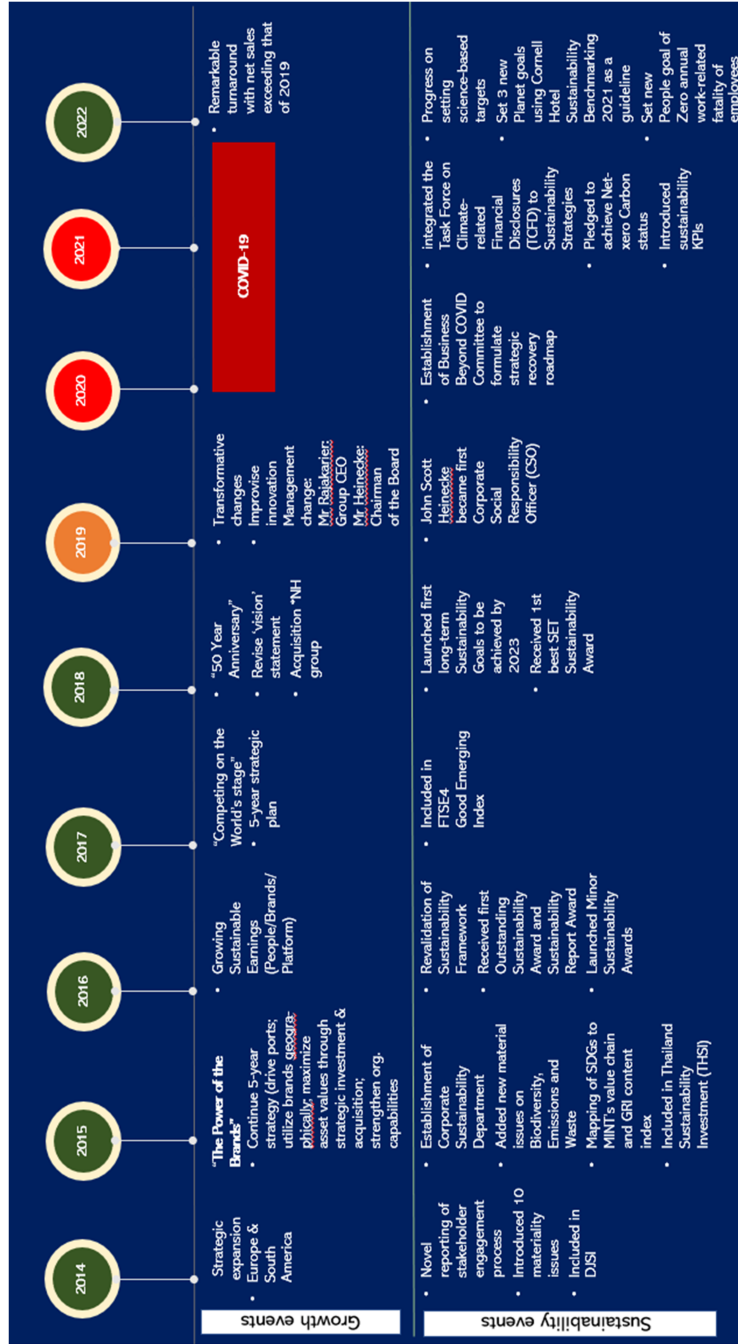 2014
2015
2016
2017
2018
2019
2020
2021
2022
Growth events
Strategic
expansion
• Europe &
South
America
"The Power of the
Brands"
• Continue 5-year
strategy (drive ports;
utilize brands geogra-
phically; maximize
asset values through
strategic investment &
acquisition;
strengthen org.
capabilities
• Growing
Sustainable
Earnings
(People/Brands/
Platform)
"Competing on the
World's stage"
• 5-year strategic
plan
• "50 Year
Anniversary"
• Revise 'vision'
statement
• Acquisition *NH
group
• Transformative
changes
• Improvise
innovation
Management
change:
Mr Rajakarier:
Group CEO
Mr Heinecke:
Chairman
of the Board
COVID-19
• Remarkable
turnaround
with net sales
exceeding that
of 2019
Sustainability events
• Novel
reporting of
stakeholder
engagement
process
• Introduced 10
materiality
issues
• Included in
DJSI
• Establishment of
Corporate
Sustainability
Department
• Added new material
issues on
Biodiversity,
Emissions and
Waste
• Mapping of SDGs to
MINT's value chain
and GRI content
index
• Included in Thailand
Sustainability
Investment (THSI)
• Revalidation of
Sustainability
Framework
• Received first
Outstanding
Sustainability
Award and
Sustainability
Report Award
• Launched Minor
Sustainability
Awards
• Included in
FTSE4
Good Emerging
Index
• Launched first
long-term
Sustainability
Goals to be
achieved by
2023
• Received 1st
best SET
Sustainability
Award
• John Scott
Heinecke
became first
Corporate
Social
Responsibility
Officer (CSO)
• Establishment
of Business
Beyond COVID
Committee to
formulate
strategic
recovery
roadmap
• integrated the
Task Force on
Climate-
related
Financial
Disclosures
(TCFD) to
Sustainability
Strategies
• Pledged to
achieve Net-
xero Carbon
status
• Introduced
sustainability
KPIs
• Progress on
setting
science-based
targets
• Set 3 new
Planet goals
using Cornell
Hotel
Sustainability
Benchmarking
2021 as a
guideline
• Set new
People goal of
Zero annual
work-related
fatality of
employees